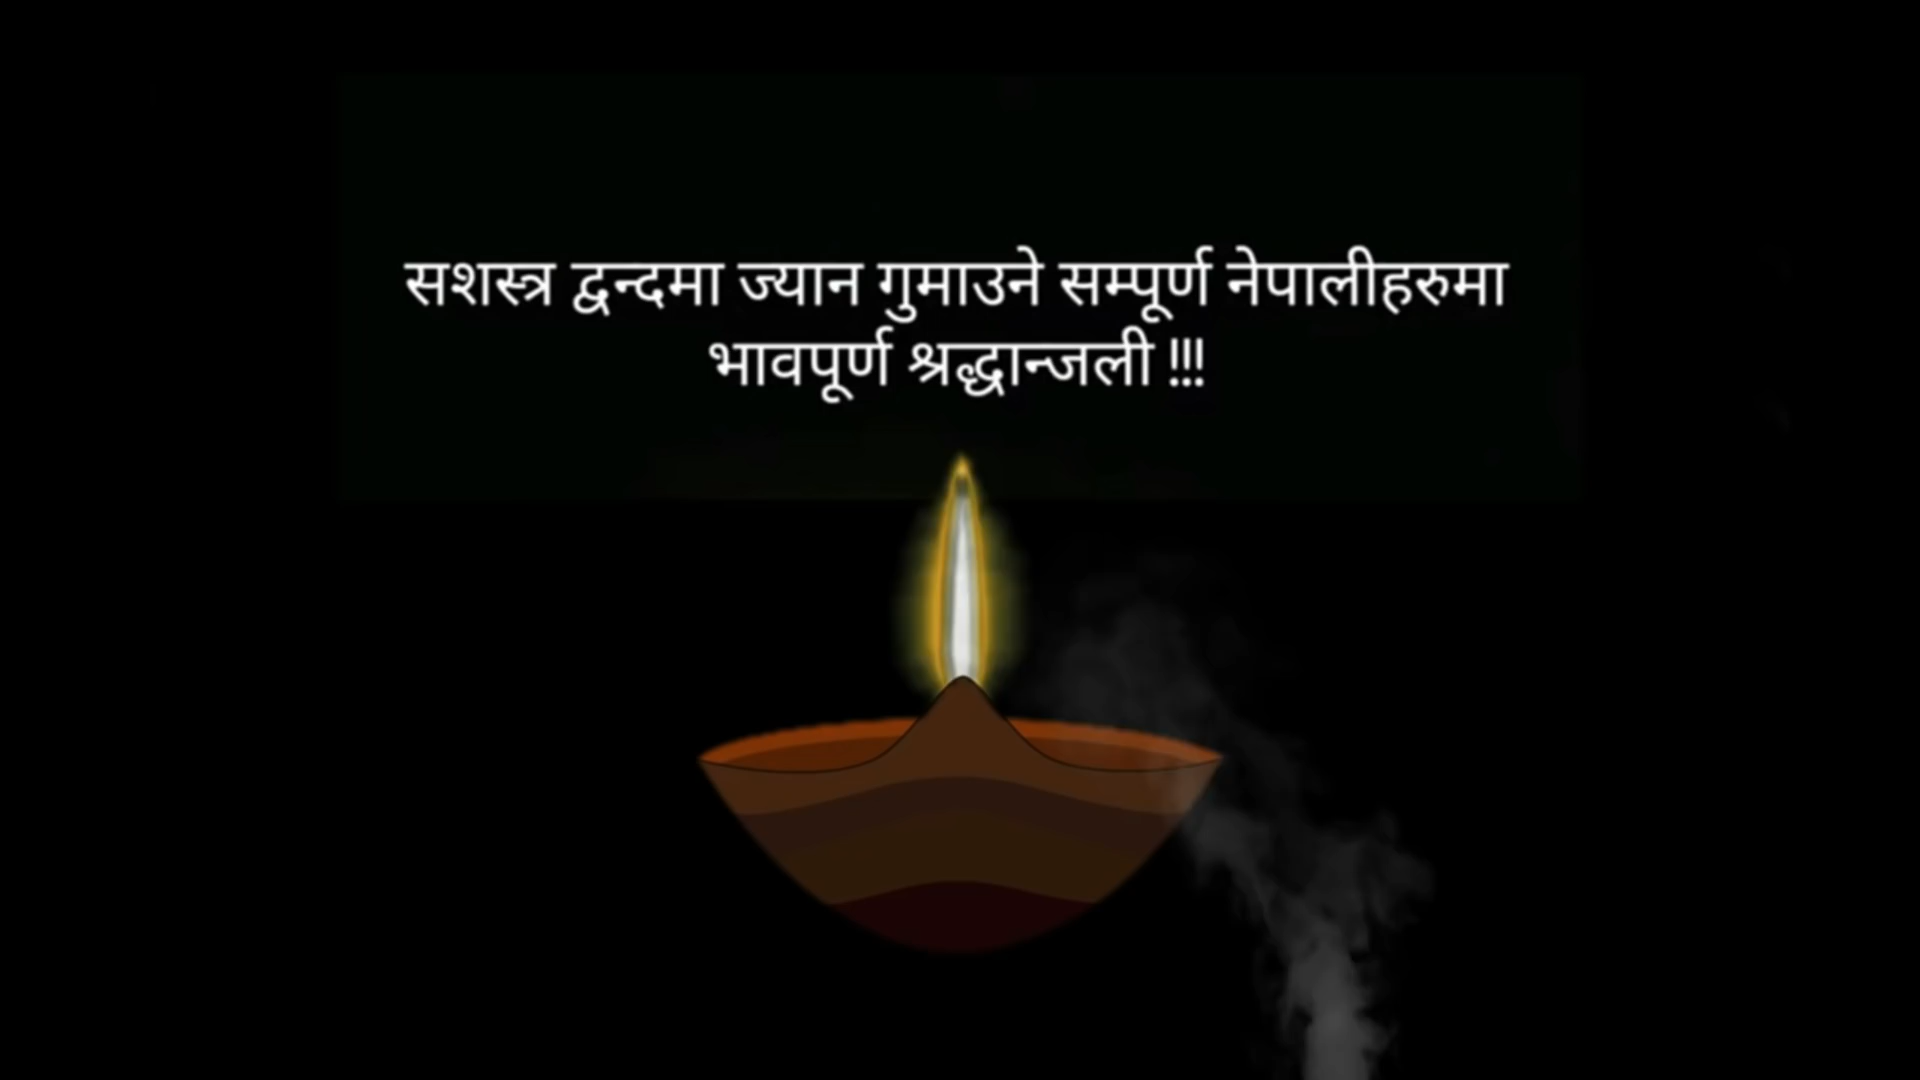 सशस्त्र द्वन्दमा ज्यान गुमाउने सम्पूर्ण नेपालीहरुमा
भावपूर्ण श्रद्धान्जली !!!